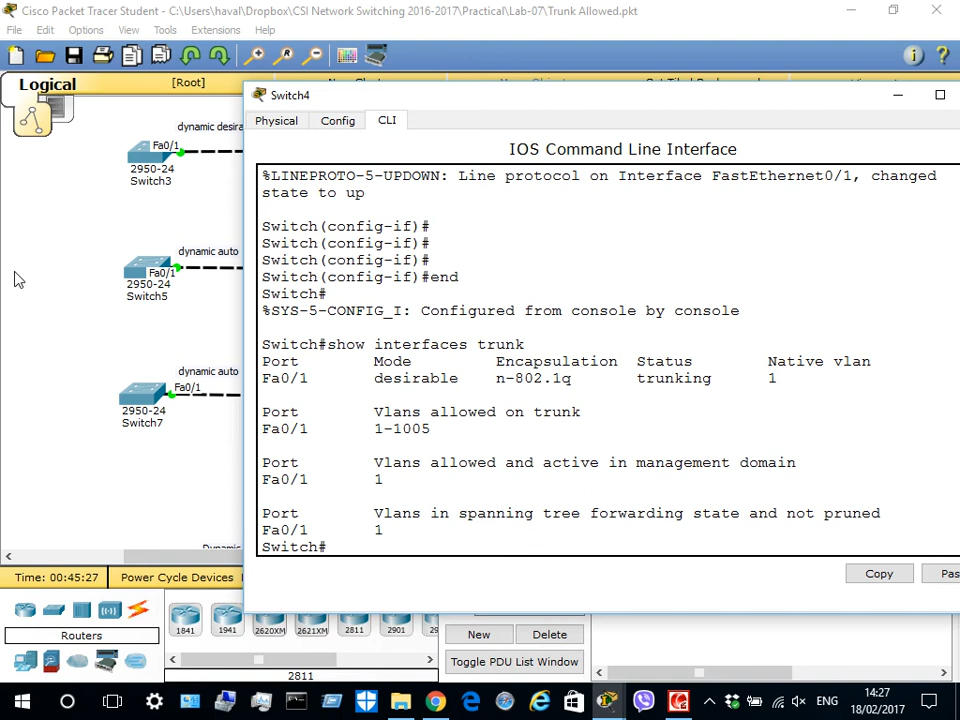 Cisco Packet Tracer Student - C:\Users\haval\Dropbox\CSI Network Switching 2016-2017\Practical\Lab-07\Trunk Allowed.pkt
File Edit Options View Tools Extensions Help
Logical
[Root]
Switch4
Physical Config CLI
IOS Command Line Interface
%LINEPROTO-5-UPDOWN: Line protocol on Interface FastEthernet0/1, changed
state to up
Switch(config-if)#
Switch(config-if)#
Switch(config-if)#
Switch(config-if)#end
Switch#
%SYS-5-CONFIG_I: Configured from console by console
Switch#show interfaces trunk
Port Mode Encapsulation Status Native vlan
Fa0/1 desirable n-802.1q trunking 1
Port Vlans allowed on trunk
Fa0/1 1-1005
Port Vlans allowed and active in management domain
Fa0/1 1
Port Vlans in spanning tree forwarding state and not pruned
Fa0/1 1
Switch#
Copy
Pas
dynamic desira
Fa0/1
2950-24
Switch3
dynamic auto
Fa0/1
2950-24
Switch5
dynamic auto
Fa0/1
2950-24
Switch7
Time: 00:45:27 Power Cycle Devices
Routers
1841 1941 2620XM 2621XM 2811 2901 29
2811
New Delete
Toggle PDU List Window
ENG
14:27
18/02/2017